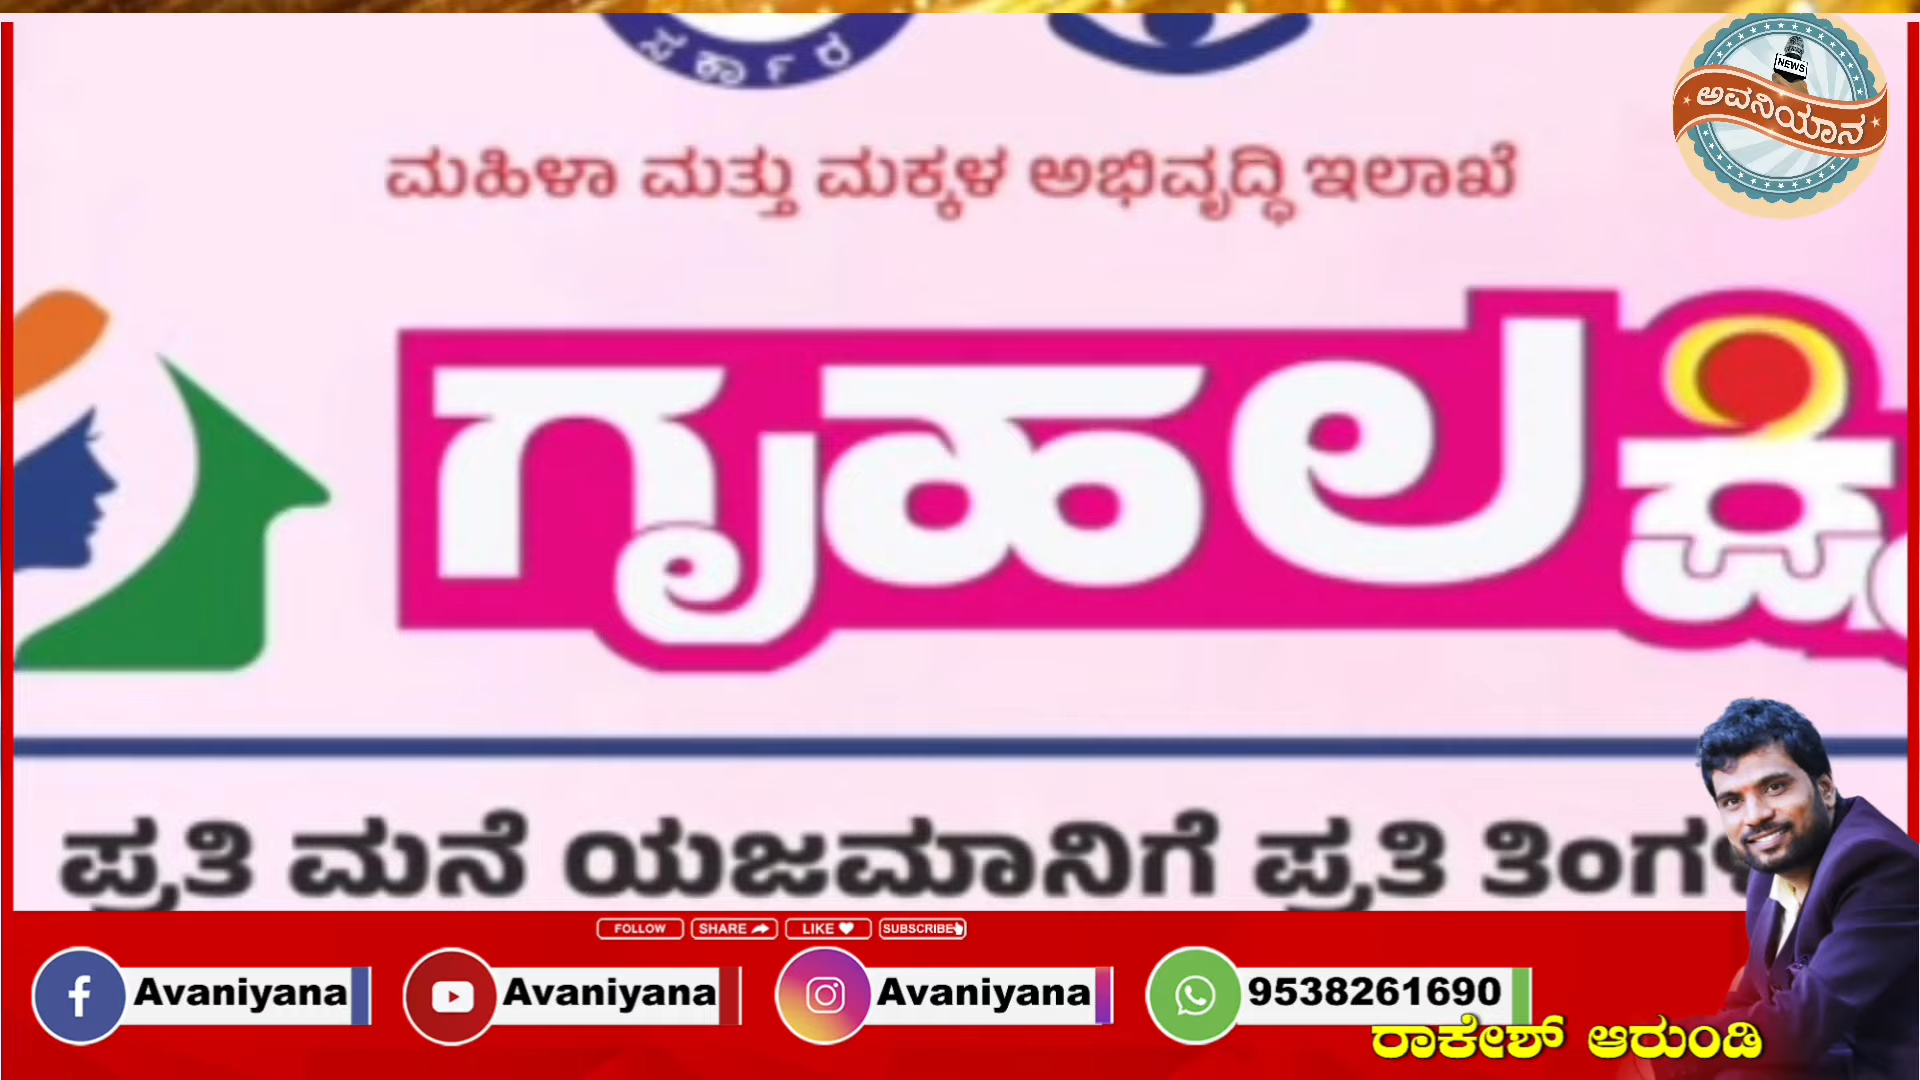 ಸರ್ಕಾರ
NEWS
ಅವನಿಯಾನ
ಮಹಿಳಾ ಮತ್ತು ಮಕ್ಕಳ ಅಭಿವೃದ್ಧಿ ಇಲಾಖೆ
ಗೃಹಲಕ್ಷ್ಮಿ
ಪ್ರತಿ ಮನೆ ಯಜಮಾನಿಗೆ ಪ್ರತಿ ತಿಂಗಳ
FOLLOW SHARE LIKE SUBSCRIBE
Avaniyana Avaniyana Avaniyana 9538261690
ರಾಕೇಶ್ ಆರುಂಡಿ